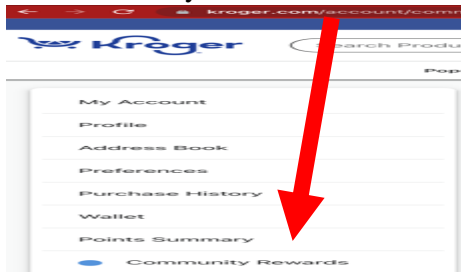 kroger.com/account/comm
Kroger
Search Produ
Pop
My Account
Profile
Address Book
Preferences
Purchase History
Wallet
Points Summary
Community Rewards